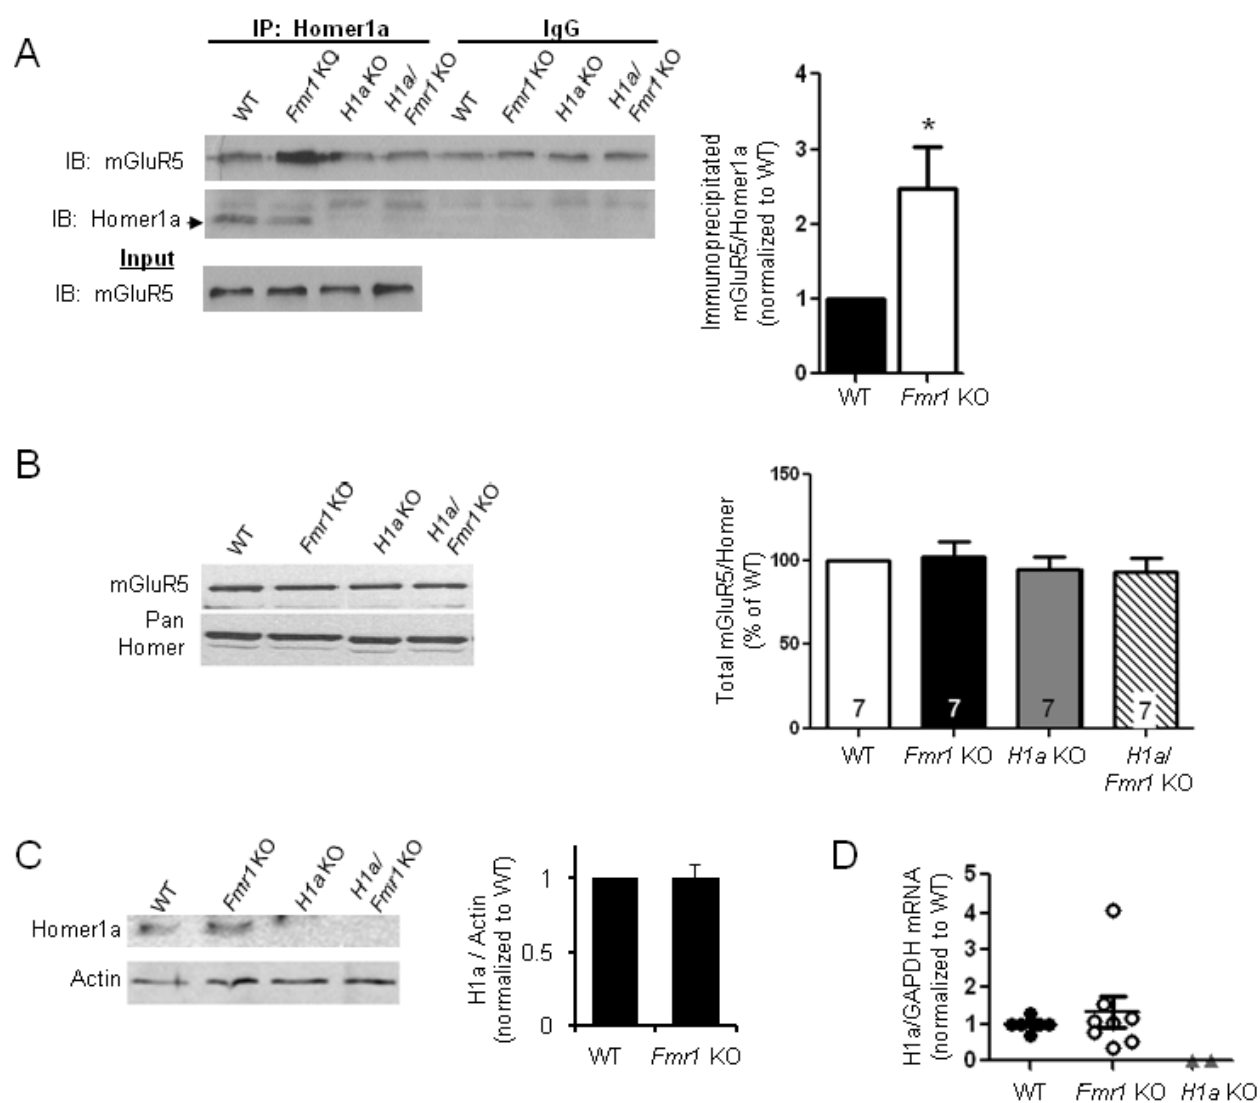 A
IP: Homer1a
IgG
WT
Fmr1 KO
H1a KO
H1a/
Fmr1 KO
WT
Fmr1 KO
H1a KO
H1a/
Fmr1 KO
IB: mGluR5
IB: Homer1a
Input
IB: mGluR5
Immunoprecipitated
mGluR5/Homer1a
(normalized to WT)
4
3
2
1
0
*
WT
Fmr1 KO
B
WT
Fmr1 KO
H1a KO
H1a/
Fmr1 KO
mGluR5
Pan
Homer
Total mGluR5/Homer
(% of WT)
150
100
50
0
7
7
7
7
WT
Fmr1 KO
H1a KO
H1a/
Fmr1 KO
C
WT
Fmr1 KO
H1a KO
H1a/
Fmr1 KO
Homer1a
Actin
H1a / Actin
(normalized to WT)
1
0.5
0
WT
Fmr1 KO
D
H1a/GAPDH mRNA
(normalized to WT)
5
4
3
2
1
0
WT
Fmr1 KO
H1a KO